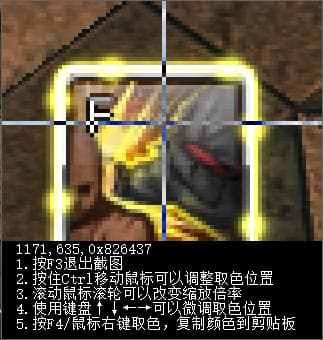 F
1171,635,0x826437
1.按F3退出截图
2.按住Ctrl移动鼠标可以调整取色位置
3.滚动鼠标滚轮可以改变缩放倍率
4.使用键盘↑↓←→可以微调取色位置
5.按F4/鼠标右键取色，复制颜色到剪贴板